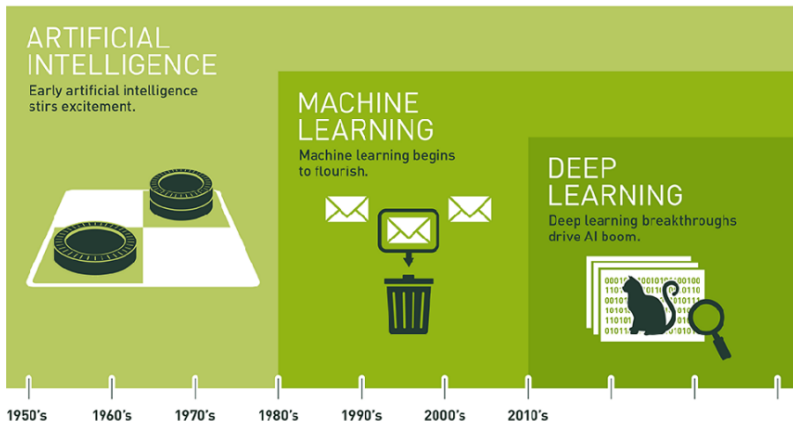 ARTIFICIAL
INTELLIGENCE
Early artificial intelligence
stirs excitement.
MACHINE
LEARNING
Machine learning begins
to flourish.
DEEP
LEARNING
Deep learning breakthroughs
drive AI boom.
1950's 1960's 1970's 1980's 1990's 2000's 2010's